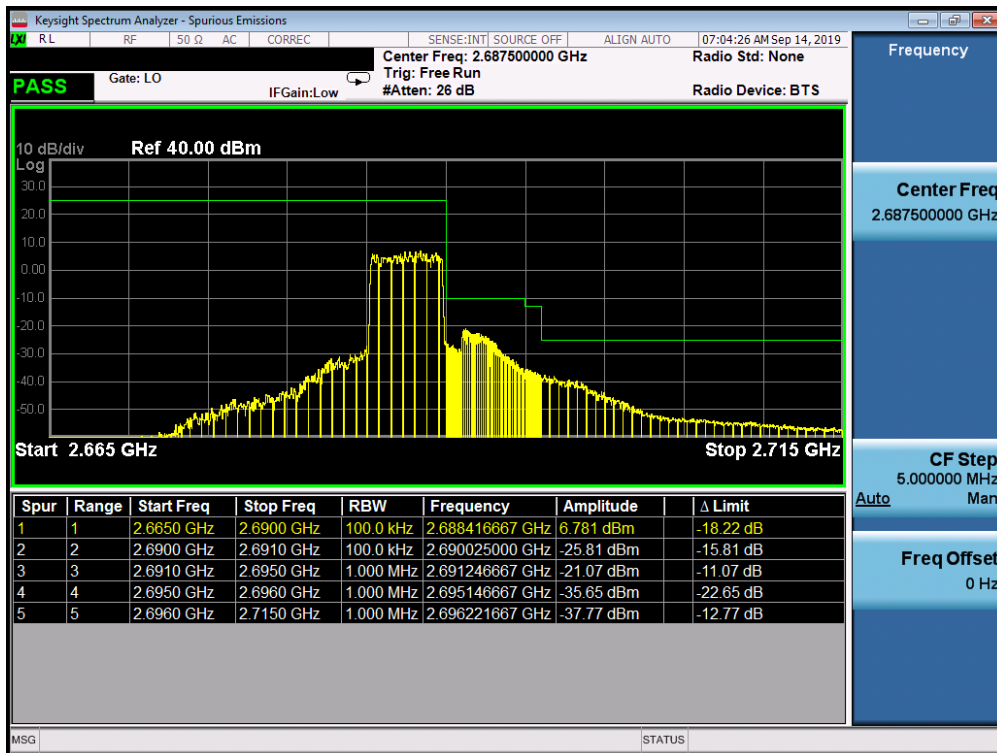 Keysight Spectrum Analyzer - Spurious Emissions
LXI RL RF 50 Ω AC CORREC SENSE:INT SOURCE OFF ALIGN AUTO 07:04:26 AM Sep 14, 2019
Center Freq: 2.687500000 GHz Radio Std: None
Gate: LO Trig: Free Run
PASS IFGain:Low #Atten: 26 dB Radio Device: BTS
10 dB/div Ref 40.00 dBm
Log
30.0
20.0
10.0
0.00
-10.0
-20.0
-30.0
-40.0
-50.0
Start 2.665 GHz Stop 2.715 GHz
Spur Range Start Freq Stop Freq RBW Frequency Amplitude Δ Limit
1 1 2.6650 GHz 2.6900 GHz 100.0 kHz 2.688416667 GHz 6.781 dBm -18.22 dB
2 2 2.6900 GHz 2.6910 GHz 100.0 kHz 2.690025000 GHz -25.81 dBm -15.81 dB
3 3 2.6910 GHz 2.6950 GHz 1.000 MHz 2.691246667 GHz -21.07 dBm -11.07 dB
4 4 2.6950 GHz 2.6960 GHz 1.000 MHz 2.695146667 GHz -35.65 dBm -22.65 dB
5 5 2.6960 GHz 2.7150 GHz 1.000 MHz 2.696221667 GHz -37.77 dBm -12.77 dB
MSG STATUS
Frequency
Center Freq
2.687500000 GHz
CF Step
5.000000 MHz
Auto Man
Freq Offset
0 Hz